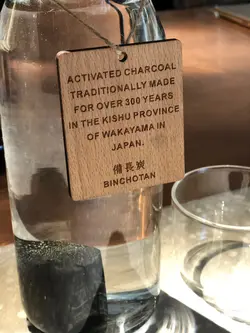 ACTIVATED CHARCOAL
TRADITIONALLY MADE
FOR OVER 300 YEARS
IN THE KISHU PROVINCE
OF WAKAYAMA IN
JAPAN.
備長炭
BINCHOTAN